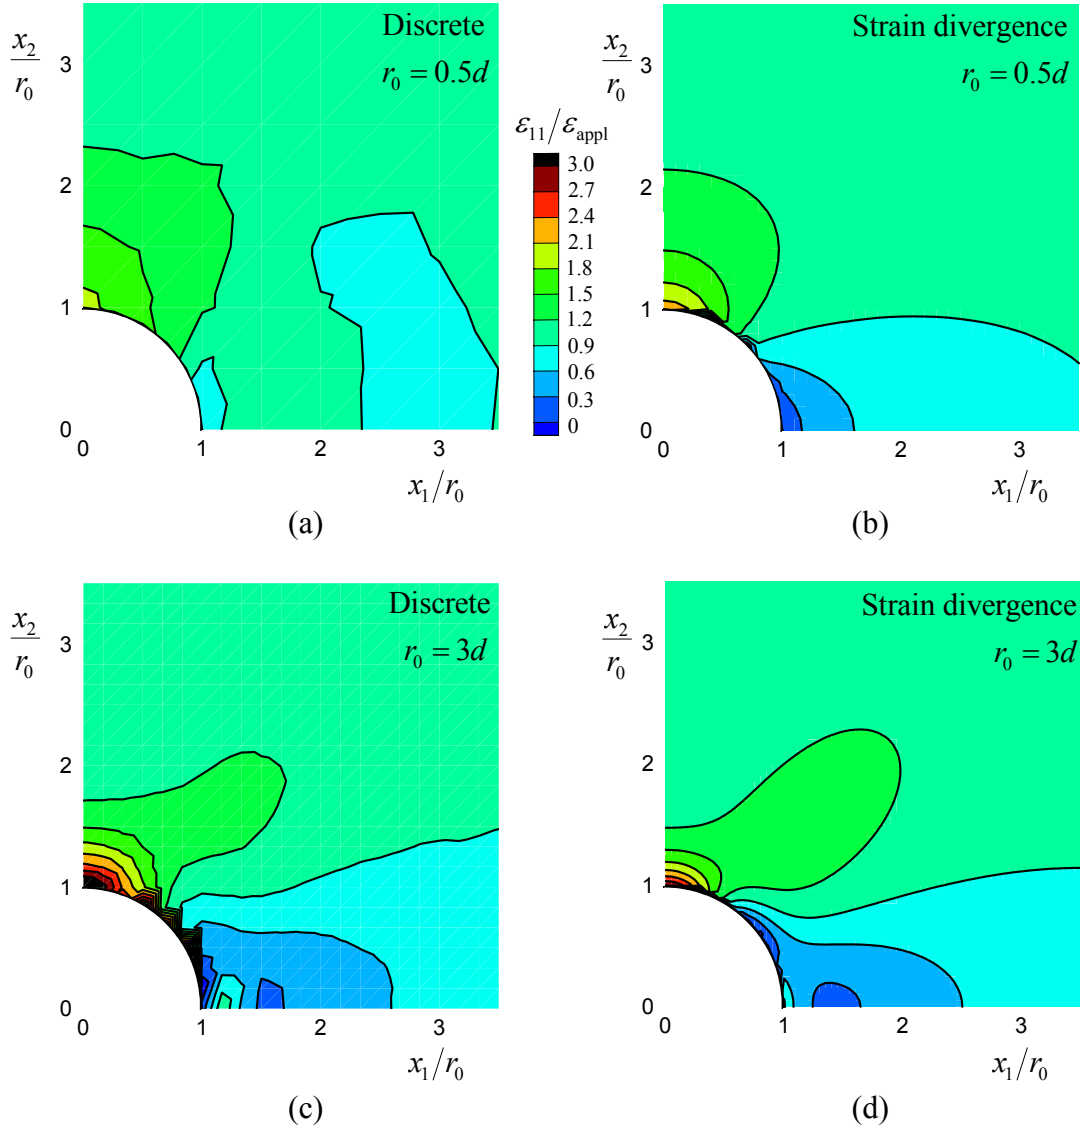 x₂/r₀
Discrete
r₀ = 0.5d
3
2
1
0
0 1 2 3
x₁/r₀
(a)
ε₁₁/ε_appl
3.0
2.7
2.4
2.1
1.8
1.5
1.2
0.9
0.6
0.3
0
x₂/r₀
Strain divergence
r₀ = 0.5d
3
2
1
0
0 1 2 3
x₁/r₀
(b)
x₂/r₀
Discrete
r₀ = 3d
3
2
1
0
0 1 2 3
x₁/r₀
(c)
x₂/r₀
Strain divergence
r₀ = 3d
3
2
1
0
0 1 2 3
x₁/r₀
(d)